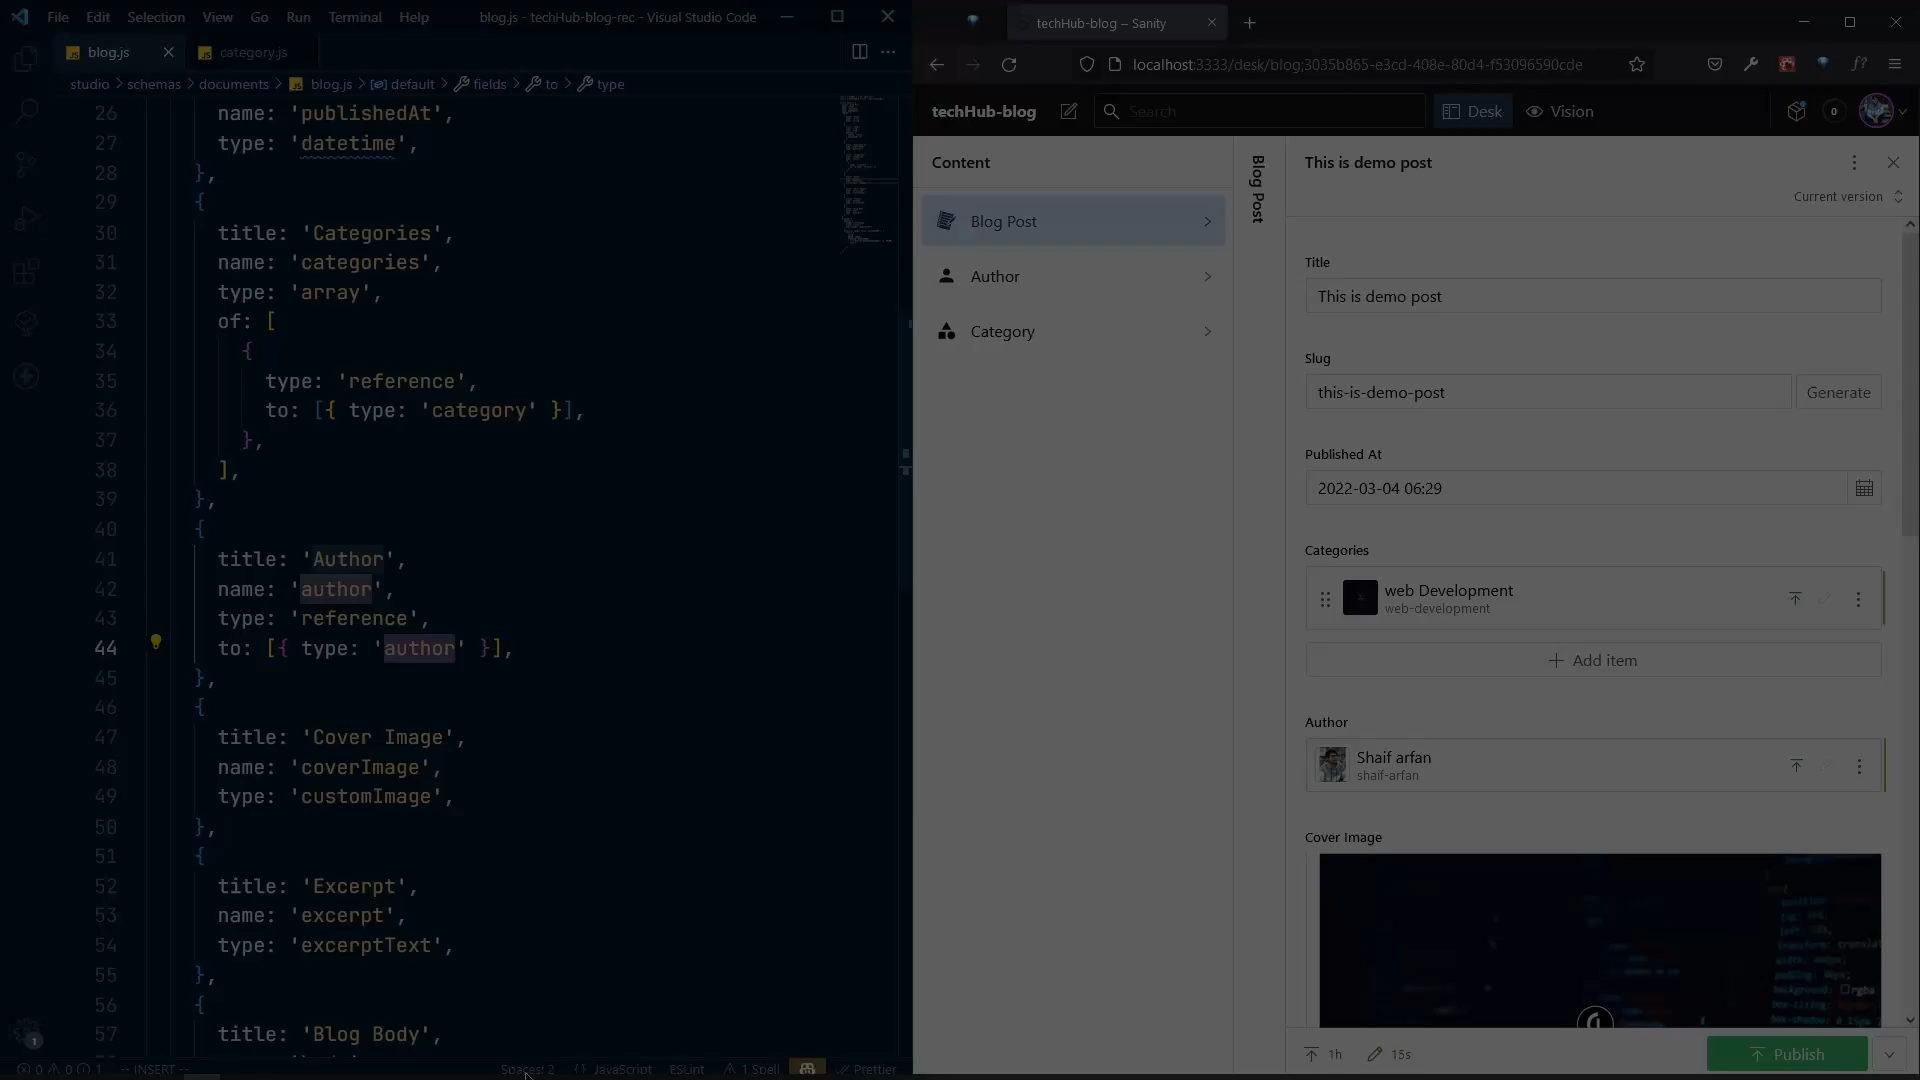 File Edit Selection View Go Run Terminal Help
blog.js - techHub-blog-rec - Visual Studio Code
blog.js
category.js
studio > schemas > documents > blog.js > default > fields > to > type
26 name: 'publishedAt',
27 type: 'datetime',
28 },
29 {
30 title: 'Categories',
31 name: 'categories',
32 type: 'array',
33 of: [
34 {
35 type: 'reference',
36 to: [{ type: 'category' }],
37 },
38 ],
39 },
40 {
41 title: 'Author',
42 name: 'author',
43 type: 'reference',
44 to: [{ type: 'author' }],
45 },
46 {
47 title: 'Cover Image',
48 name: 'coverImage',
49 type: 'customImage',
50 },
51 {
52 title: 'Excerpt',
53 name: 'excerpt',
54 type: 'excerptText',
55 },
56 {
57 title: 'Blog Body',
1
0 0 1 -- INSERT -- Spaces: 2 {} JavaScript ESLint 1 Spell Prettier
techHub-blog – Sanity
localhost:3333/desk/blog;3035b865-e3cd-408e-80d4-f53096590cde
techHub-blog
Search
Desk
Vision
0
Content
Blog Post
Author
Category
Blog Post
This is demo post
Current version
Title
This is demo post
Slug
this-is-demo-post
Generate
Published At
2022-03-04 06:29
Categories
web Development
web-development
Add item
Author
Shaif arfan
shaif-arfan
Cover Image
1h
15s
Publish